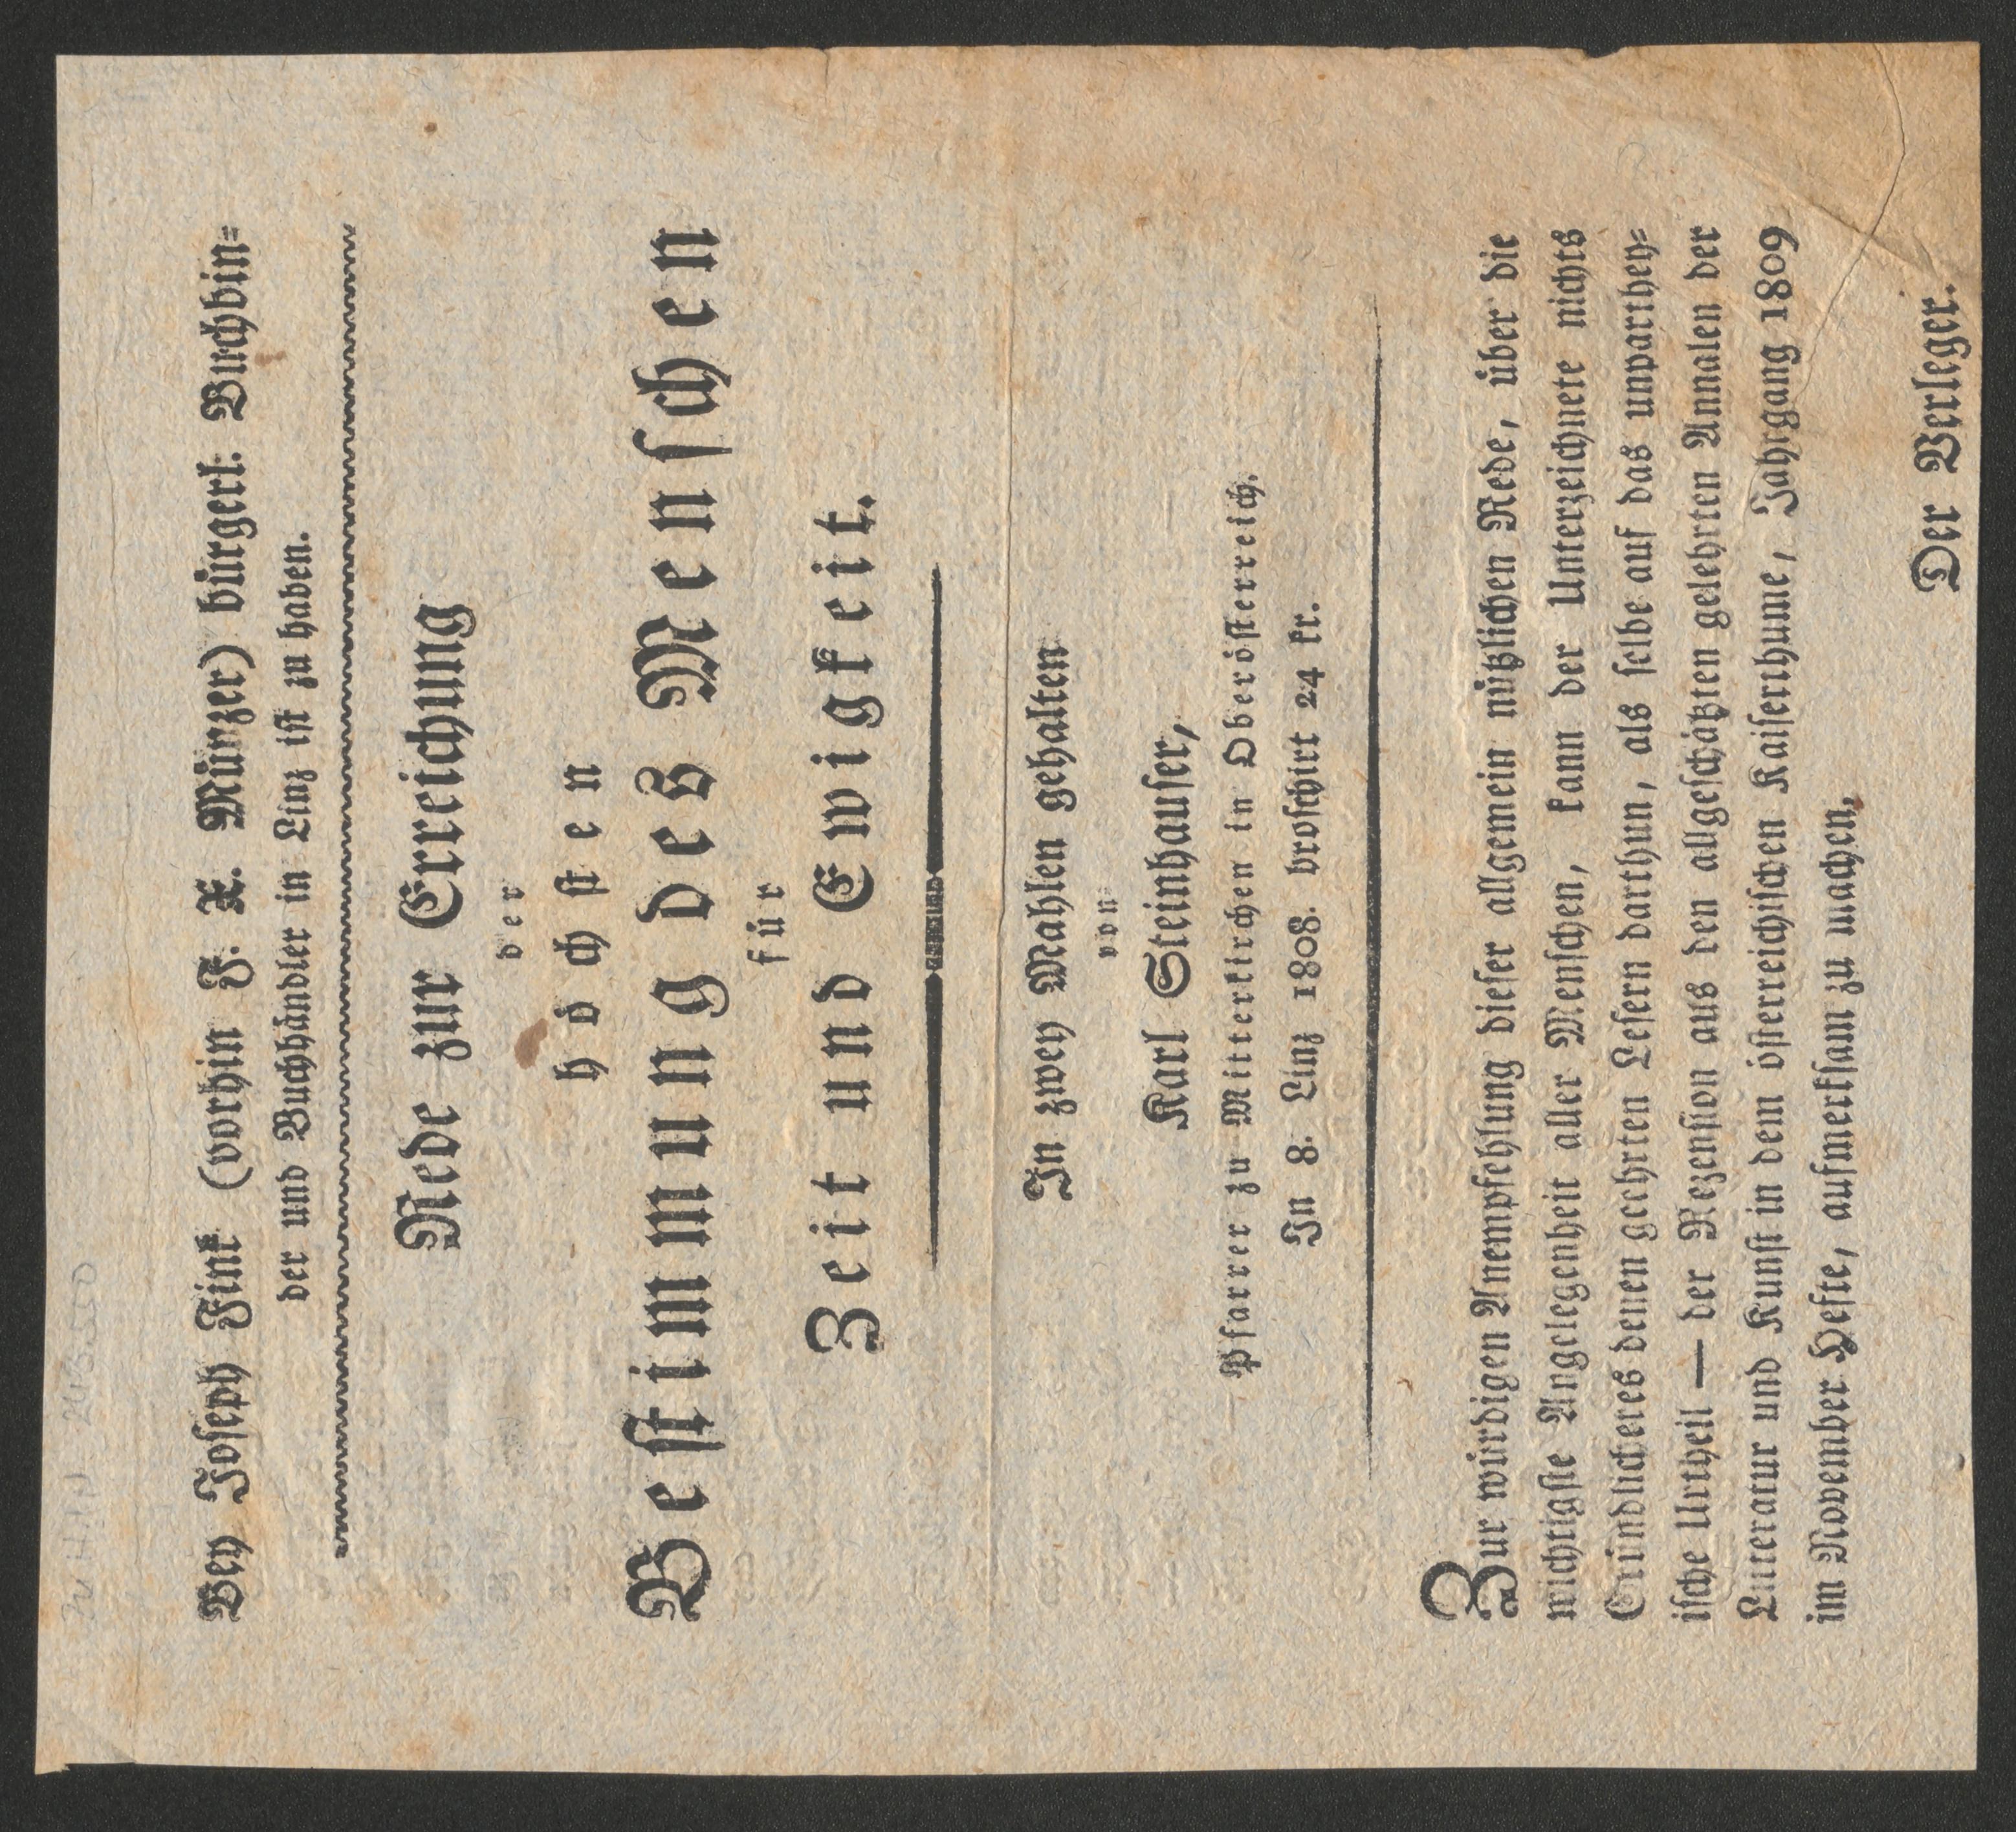 Bey Joseph Fink (vorhin F. X. Münzer) bürgerl. Buchbin=
der und Buchhändler in Linz ist zu haben.
Rede zur Erreichung
der
höchsten
Bestimmung des Menschen
für
Zeit und Ewigkeit.
In zwey Mahlen gehalten
von
Karl Steinhauser,
Pfarrer zu Mitterkirchen in Oberösterreich.
In 8. Linz 1808. broschirt 24 kr.
Zur würdigen Anempfehlung dieser allgemein nützlichen Rede, über die
wichtigste Angelegenheit aller Menschen, kann der Unterzeichnete nichts
Gründlicheres denen geehrten Lesern darthun, als selbe auf das unparthey=
ische Urtheil — der Rezension aus den allgeschätzten gelehrten Annalen der
Litteratur und Kunst in dem österreichischen Kaiserthume, Jahrgang 1809
im November Hefte, aufmerksam zu machen.
Der Verleger.